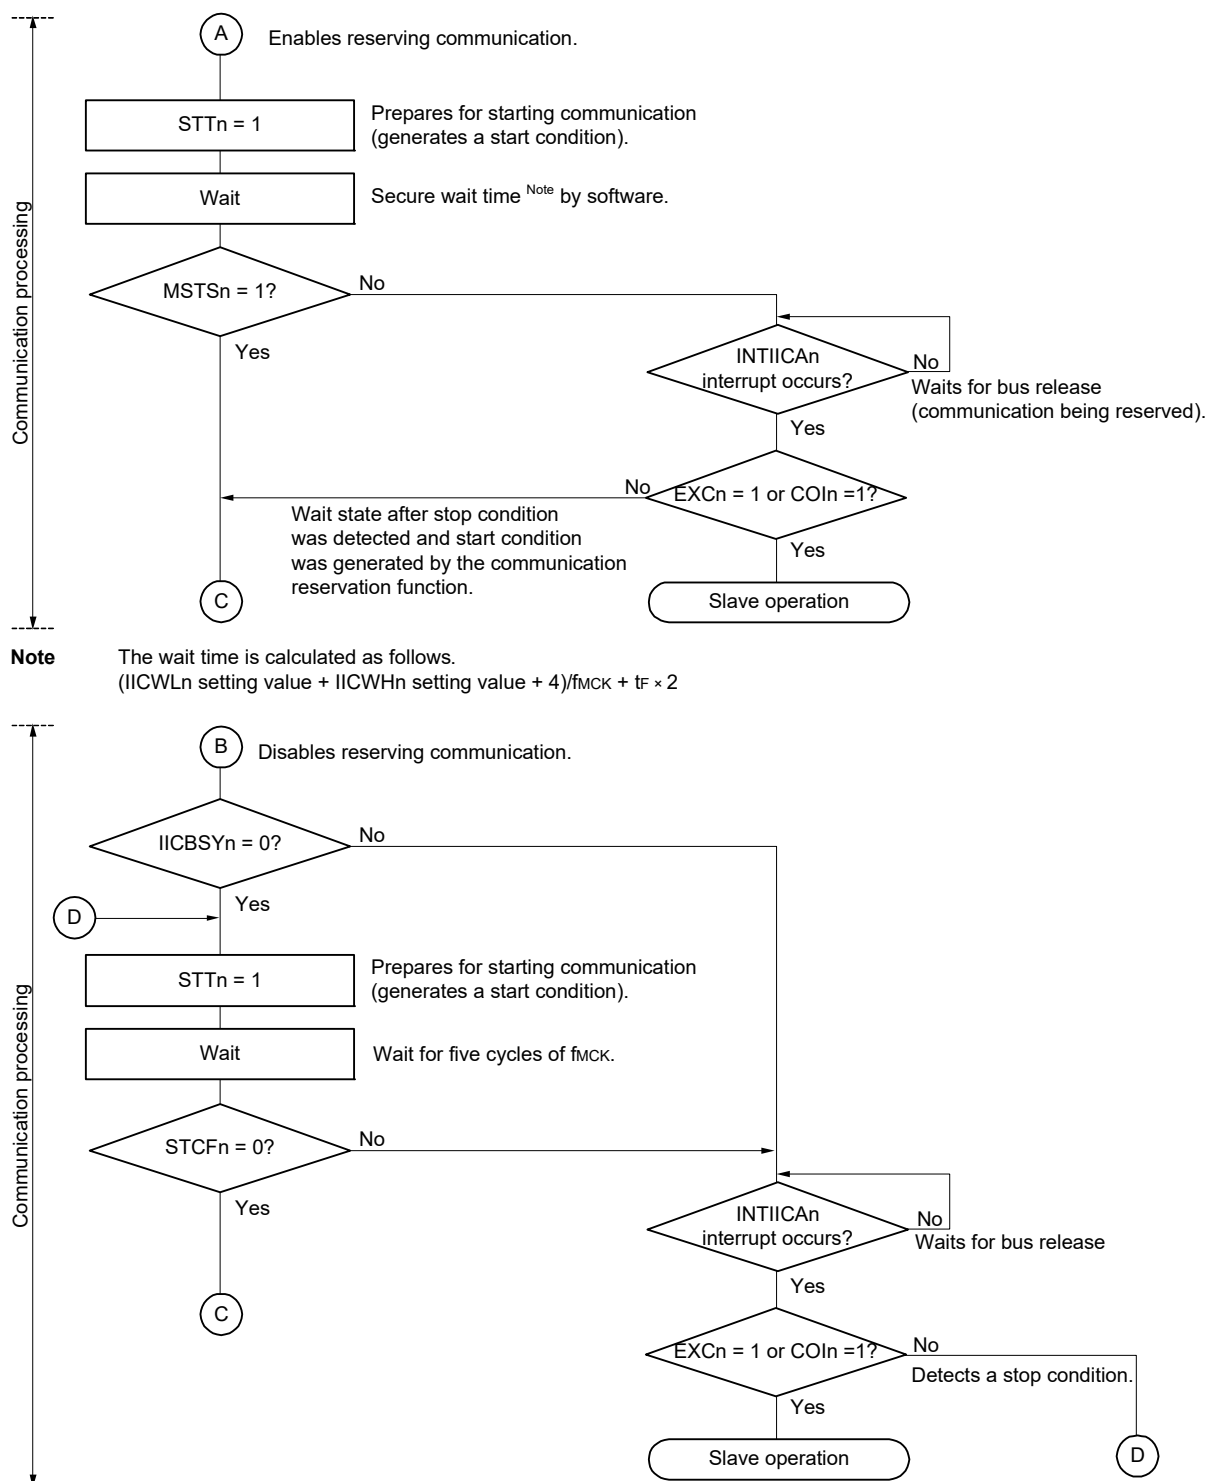 A
Enables reserving communication.
STTn = 1
Prepares for starting communication
(generates a start condition).
Wait
Secure wait time Note by software.
MSTSn = 1?
No
Yes
INTIICAn
interrupt occurs?
No
Waits for bus release
(communication being reserved).
Yes
EXCn = 1 or COIn =1?
No
Wait state after stop condition
was detected and start condition
was generated by the communication
reservation function.
Yes
C
Slave operation
Communication processing
Note The wait time is calculated as follows.
(IICWLn setting value + IICWHn setting value + 4)/fMCK + tF × 2
B
Disables reserving communication.
IICBSYn = 0?
No
Yes
D
STTn = 1
Prepares for starting communication
(generates a start condition).
Wait
Wait for five cycles of fMCK.
STCFn = 0?
No
Yes
INTIICAn
interrupt occurs?
No
Waits for bus release
Yes
C
EXCn = 1 or COIn =1?
No
Detects a stop condition.
Yes
Slave operation
D
Communication processing